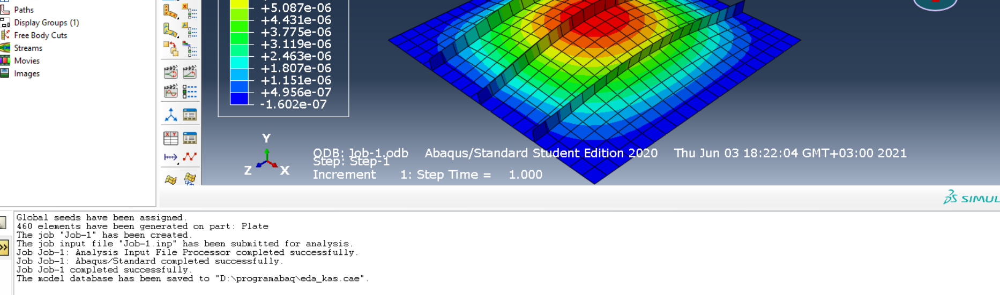 Paths
Display Groups (1)
Free Body Cuts
Streams
Movies
Images
+5.087e-06
+4.431e-06
+3.775e-06
+3.119e-06
+2.463e-06
+1.807e-06
+1.151e-06
+4.956e-07
-1.602e-07
X Y
Y
Z X
ODB: Job-1.odb Abaqus/Standard Student Edition 2020 Thu Jun 03 18:22:04 GMT+03:00 2021
Step: Step-1
Increment 1: Step Time = 1.000
Global seeds have been assigned.
460 elements have been generated on part: Plate
The job "Job-1" has been created.
The job input file "Job-1.inp" has been submitted for analysis.
Job Job-1: Analysis Input File Processor completed successfully.
Job Job-1: Abaqus/Standard completed successfully.
Job Job-1 completed successfully.
The model database has been saved to "D:\programabaq\eda_kas.cae".